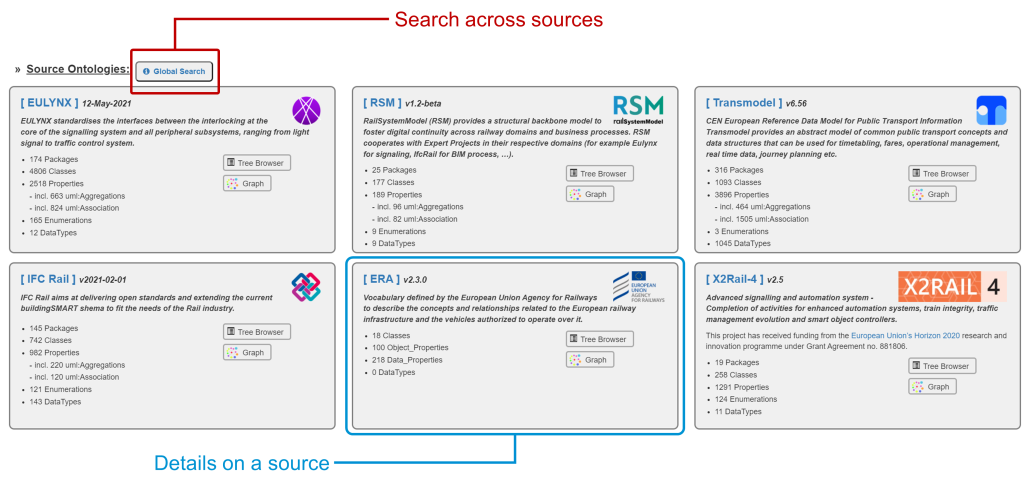 Search across sources
» Source Ontologies: Global Search
[ EULYNX ] 12-May-2021
EULYNX standardises the interfaces between the interlocking at the
core of the signalling system and all peripheral subsystems, ranging from light
signal to traffic control system.
• 174 Packages
• 4806 Classes
• 2518 Properties
- incl. 663 uml:Aggregations
- incl. 824 uml:Association
• 165 Enumerations
• 12 DataTypes
Tree Browser
Graph
[ RSM ] v1.2-beta
RSM
railSystemModel
RailSystemModel (RSM) provides a structural backbone model to
foster digital continuity across railway domains and business processes. RSM
cooperates with Expert Projects in their respective domains (for example Eulynx
for signaling, IfcRail for BIM process, ...).
• 25 Packages
• 177 Classes
• 189 Properties
- incl. 96 uml:Aggregations
- incl. 82 uml:Association
• 9 Enumerations
• 9 DataTypes
Tree Browser
Graph
[ Transmodel ] v6.56
CEN European Reference Data Model for Public Transport Information
Transmodel provides an abstract model of common public transport concepts and
data structures that can be used for timetabling, fares, operational management,
real time data, journey planning etc.
• 316 Packages
• 1093 Classes
• 3896 Properties
- incl. 464 uml:Aggregations
- incl. 1505 uml:Association
• 3 Enumerations
• 1045 DataTypes
Tree Browser
Graph
[ IFC Rail ] v2021-02-01
IFC Rail aims at delivering open standards and extending the current
buildingSMART shema to fit the needs of the Rail industry.
• 145 Packages
• 742 Classes
• 982 Properties
- incl. 220 uml:Aggregations
- incl. 120 uml:Association
• 121 Enumerations
• 143 DataTypes
Tree Browser
Graph
[ ERA ] v2.3.0
EUROPEAN
UNION
AGENCY
FOR RAILWAYS
Vocabulary defined by the European Union Agency for Railways
to describe the concepts and relationships related to the European railway
infrastructure and the vehicles authorized to operate over it.
• 18 Classes
• 100 Object_Properties
• 218 Data_Properties
• 0 DataTypes
Tree Browser
Graph
[ X2Rail-4 ] v2.5
X2RAIL 4
Advanced signalling and automation system -
Completion of activities for enhanced automation systems, train integrity, traffic
management evolution and smart object controllers.
This project has received funding from the European Union's Horizon 2020 research and
innovation programme under Grant Agreement no. 881806.
• 19 Packages
• 258 Classes
• 1291 Properties
• 124 Enumerations
• 11 DataTypes
Tree Browser
Graph
Details on a source